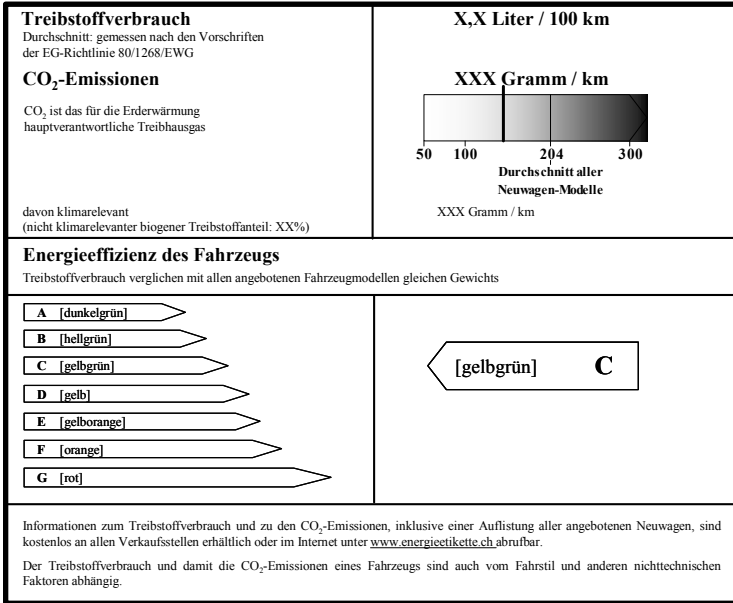 Treibstoffverbrauch
Durchschnitt: gemessen nach den Vorschriften
der EG-Richtlinie 80/1268/EWG
X,X Liter / 100 km
CO₂-Emissionen
CO₂ ist das für die Erderwärmung
hauptverantwortliche Treibhausgas
XXX Gramm / km
50 100 204 300
Durchschnitt aller
Neuwagen-Modelle
davon klimarelevant
(nicht klimarelevanter biogener Treibstoffanteil: XX%)
XXX Gramm / km
Energieeffizienz des Fahrzeugs
Treibstoffverbrauch verglichen mit allen angebotenen Fahrzeugmodellen gleichen Gewichts
A [dunkelgrün]
B [hellgrün]
C [gelbgrün]
D [gelb]
E [gelborange]
F [orange]
G [rot]
[gelbgrün] C
Informationen zum Treibstoffverbrauch und zu den CO₂-Emissionen, inklusive einer Auflistung aller angebotenen Neuwagen, sind
kostenlos an allen Verkaufsstellen erhältlich oder im Internet unter www.energieetikette.ch abrufbar.
Der Treibstoffverbrauch und damit die CO₂-Emissionen eines Fahrzeugs sind auch vom Fahrstil und anderen nichttechnischen
Faktoren abhängig.